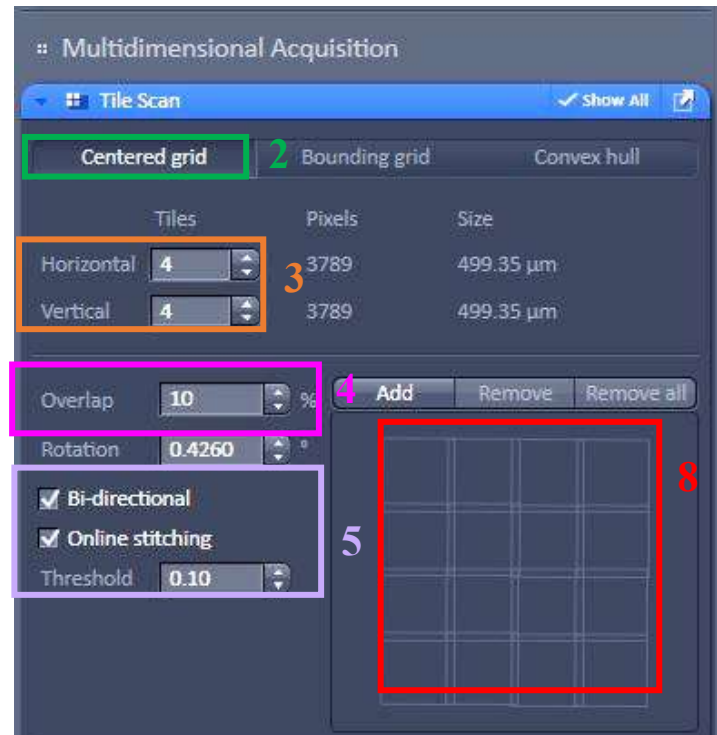 Multidimensional Acquisition
Tile Scan Show All
Centered grid 2 Bounding grid Convex hull
Tiles Pixels Size
Horizontal 4 3789 499.35 µm
3
Vertical 4 3789 499.35 µm
Overlap 10 % 4 Add Remove Remove all
Rotation 0.4260 °
8
Bi-directional
Online stitching 5
Threshold 0.10